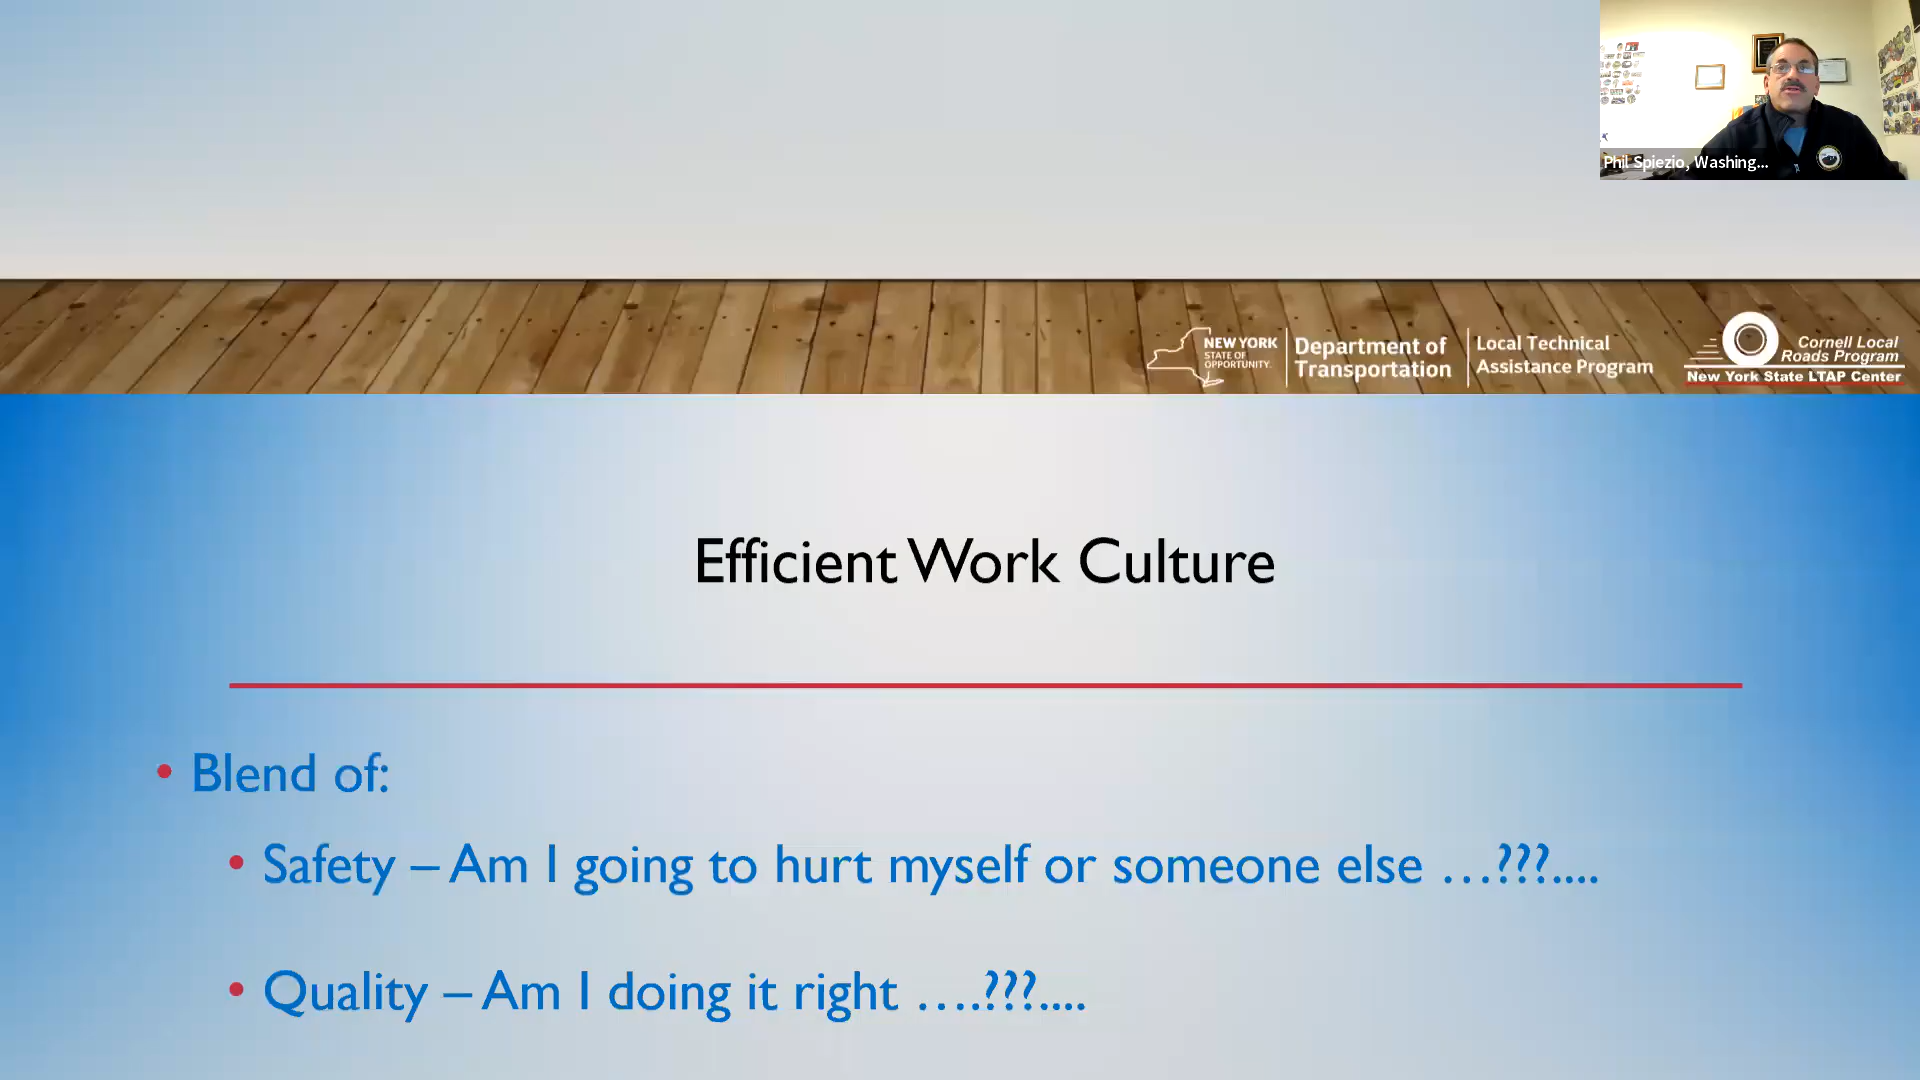 Phil Spiezio, Washing...
NEW YORK
STATE OF
OPPORTUNITY.
Department of
Transportation
Local Technical
Assistance Program
Cornell Local
Roads Program
New York State LTAP Center
Efficient Work Culture
• Blend of:
• Safety – Am I going to hurt myself or someone else …???....
• Quality – Am I doing it right ….???....